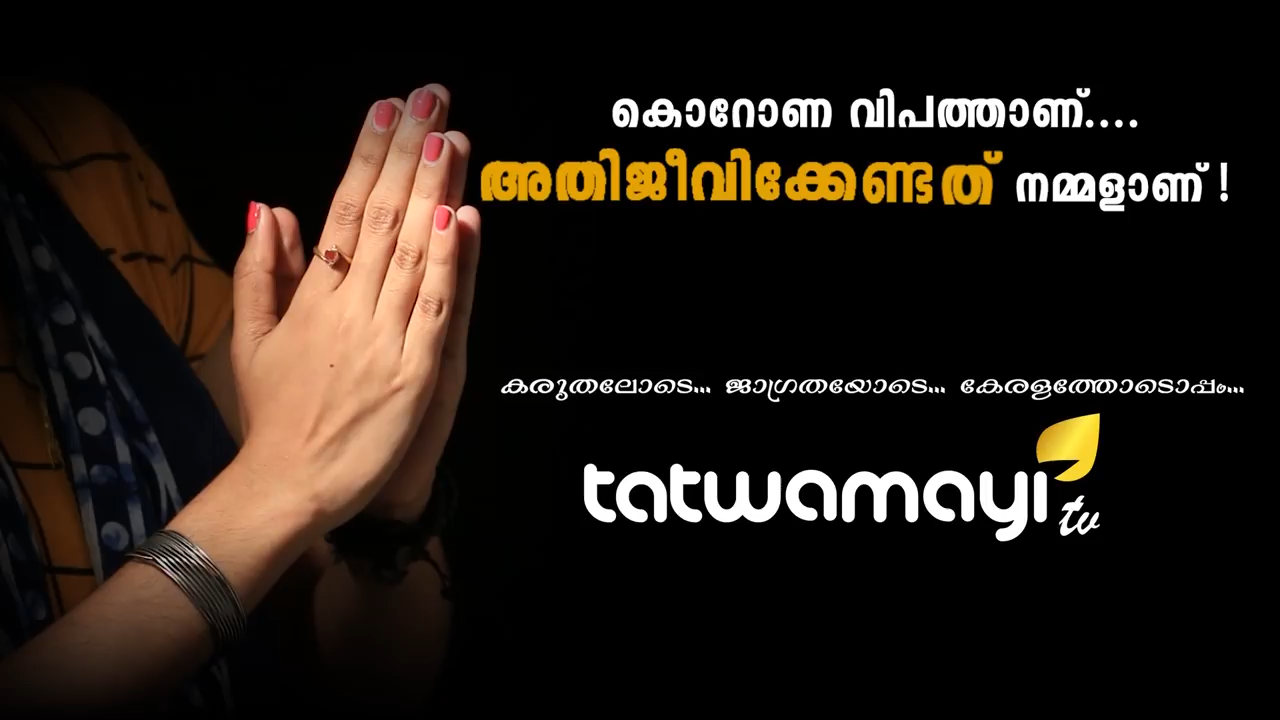 കൊറോണ വിപത്താണ്....
അതിജീവിക്കേണ്ടത് നമ്മളാണ് !
കരുതലോടെ... ജാഗ്രതയോടെ... കേരളത്തോടൊപ്പം...
tatwamayi
tv